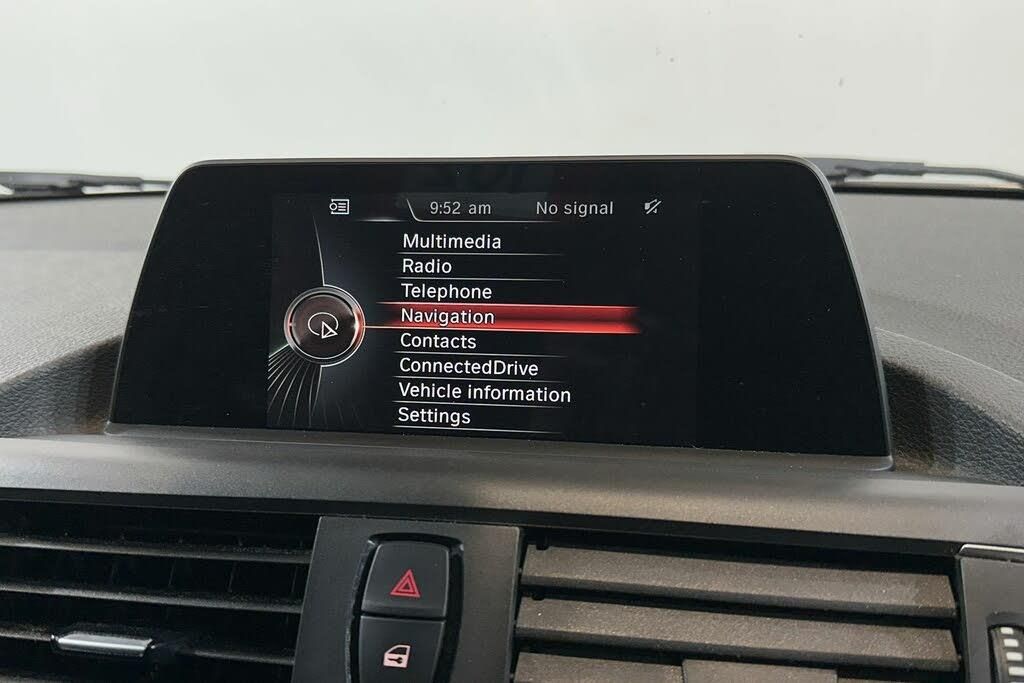 9:52 am No signal
Multimedia
Radio
Telephone
Navigation
Contacts
ConnectedDrive
Vehicle information
Settings